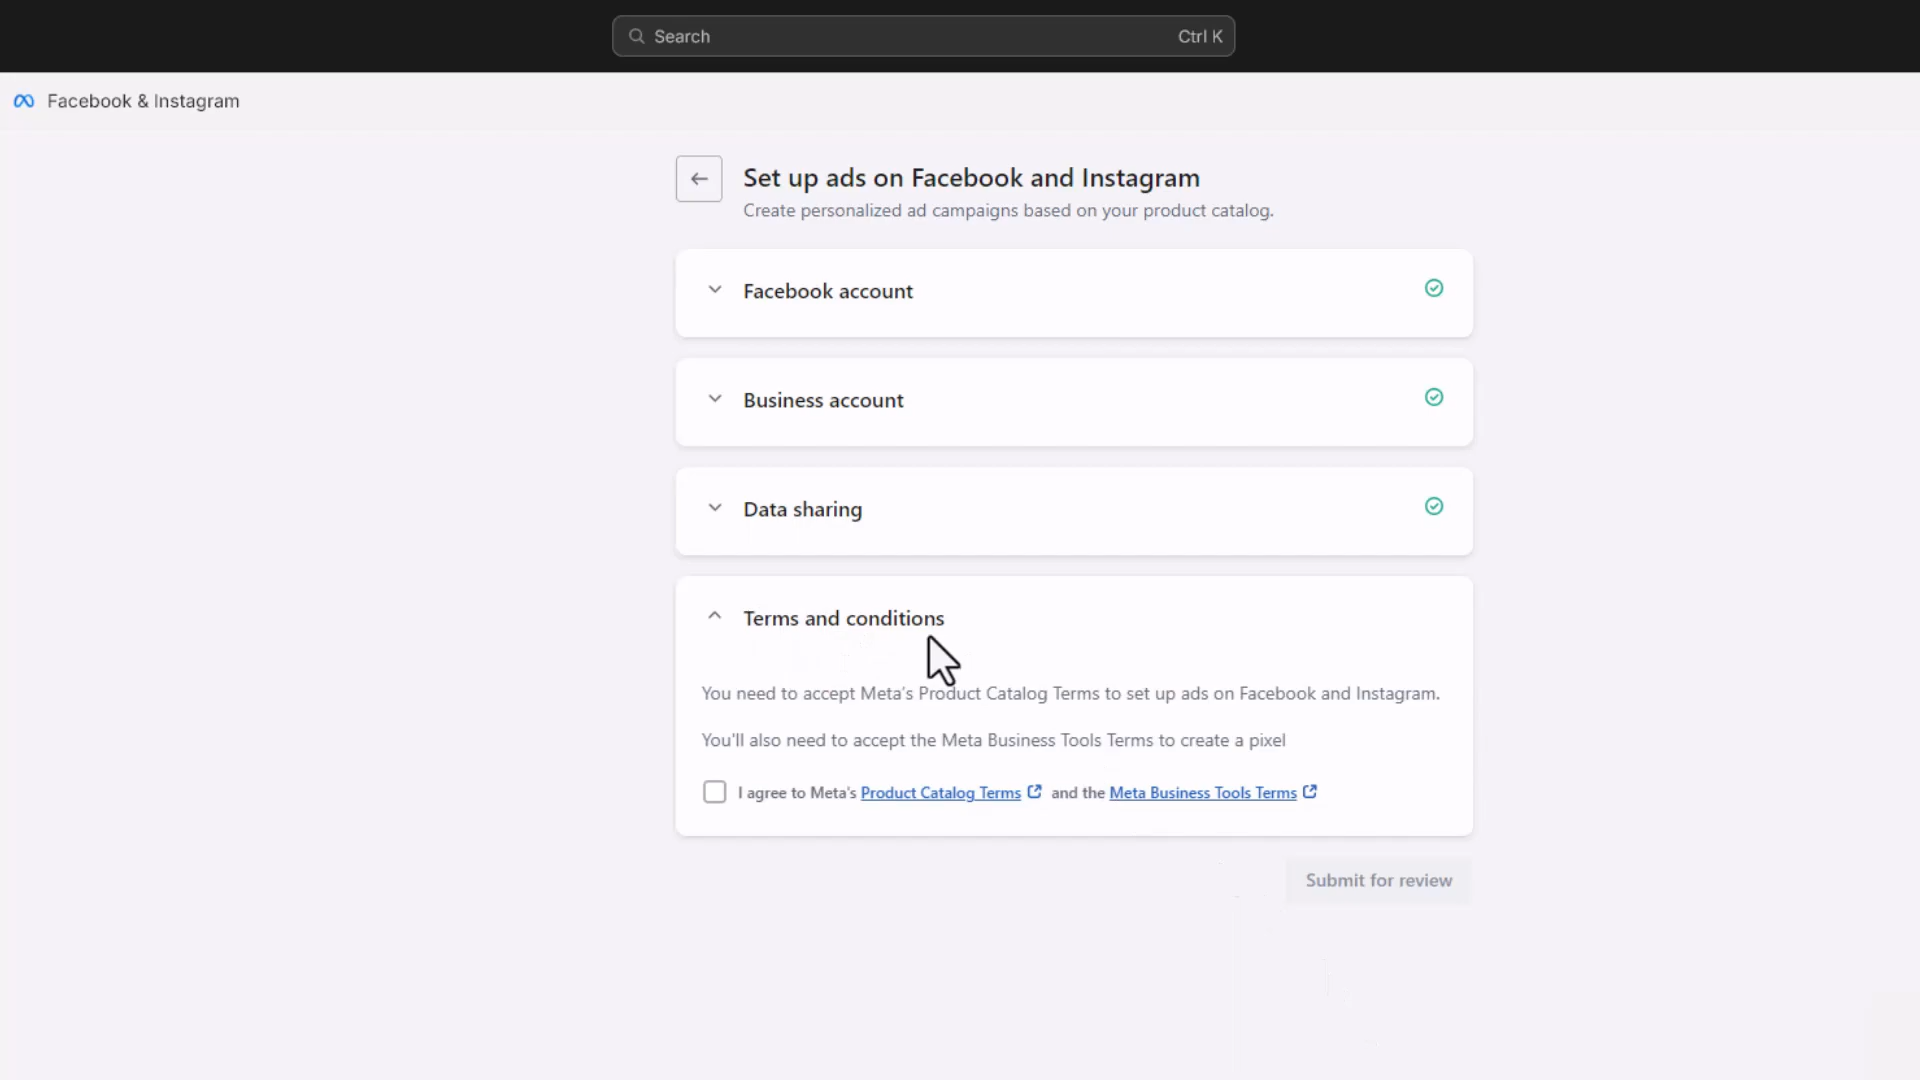 Search Ctrl K
Facebook & Instagram
Set up ads on Facebook and Instagram
Create personalized ad campaigns based on your product catalog.
Facebook account
Business account
Data sharing
Terms and conditions
You need to accept Meta's Product Catalog Terms to set up ads on Facebook and Instagram.
You'll also need to accept the Meta Business Tools Terms to create a pixel
I agree to Meta's Product Catalog Terms and the Meta Business Tools Terms
Submit for review